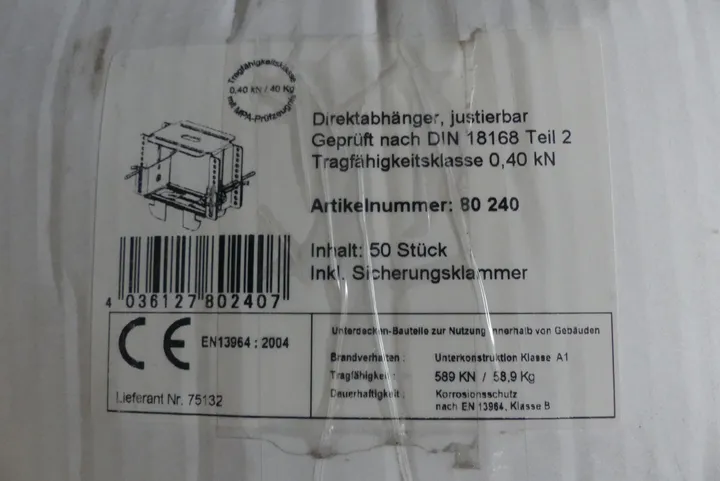 Tragfähigkeitsklasse
0,40 kN / 40 Kg
mit MPA-Prüfzeugnis
Direktabhänger, justierbar
Geprüft nach DIN 18168 Teil 2
Tragfähigkeitsklasse 0,40 kN
Artikelnummer: 80 240
Inhalt: 50 Stück
Inkl. Sicherungsklammer
4 036127 802407
CE EN13964 : 2004
Lieferant Nr. 75132
Unterdecken-Bauteile zur Nutzung innerhalb von Gebäuden
Brandverhalten : Unterkonstruktion Klasse A1
Tragfähigkeit : 589 KN / 58,9 Kg
Dauerhaftigkeit : Korrosionsschutz
nach EN 13964, Klasse B